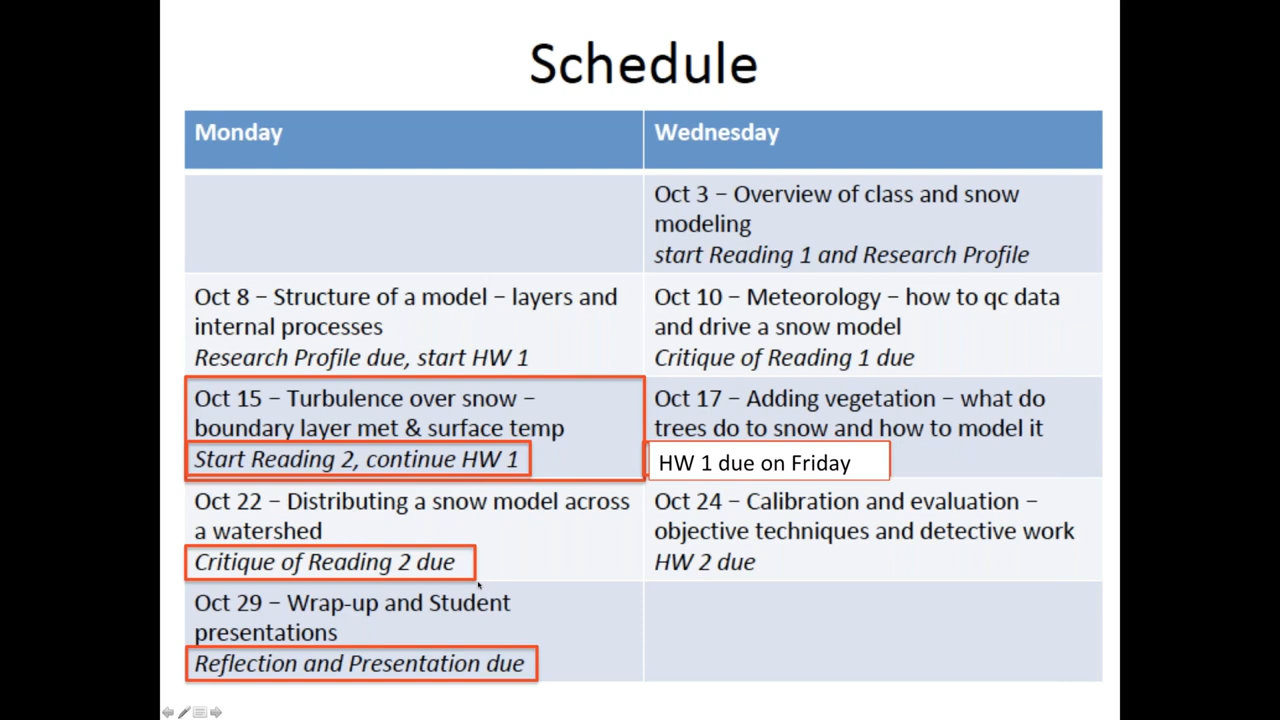 Schedule
Monday
Wednesday
Oct 3 – Overview of class and snow
modeling
start Reading 1 and Research Profile
Oct 8 – Structure of a model – layers and
internal processes
Research Profile due, start HW 1
Oct 10 – Meteorology – how to qc data
and drive a snow model
Critique of Reading 1 due
Oct 15 – Turbulence over snow –
boundary layer met & surface temp
Start Reading 2, continue HW 1
Oct 17 – Adding vegetation – what do
trees do to snow and how to model it
HW 1 due on Friday
Oct 22 – Distributing a snow model across
a watershed
Critique of Reading 2 due
Oct 24 – Calibration and evaluation –
objective techniques and detective work
HW 2 due
Oct 29 – Wrap-up and Student
presentations
Reflection and Presentation due